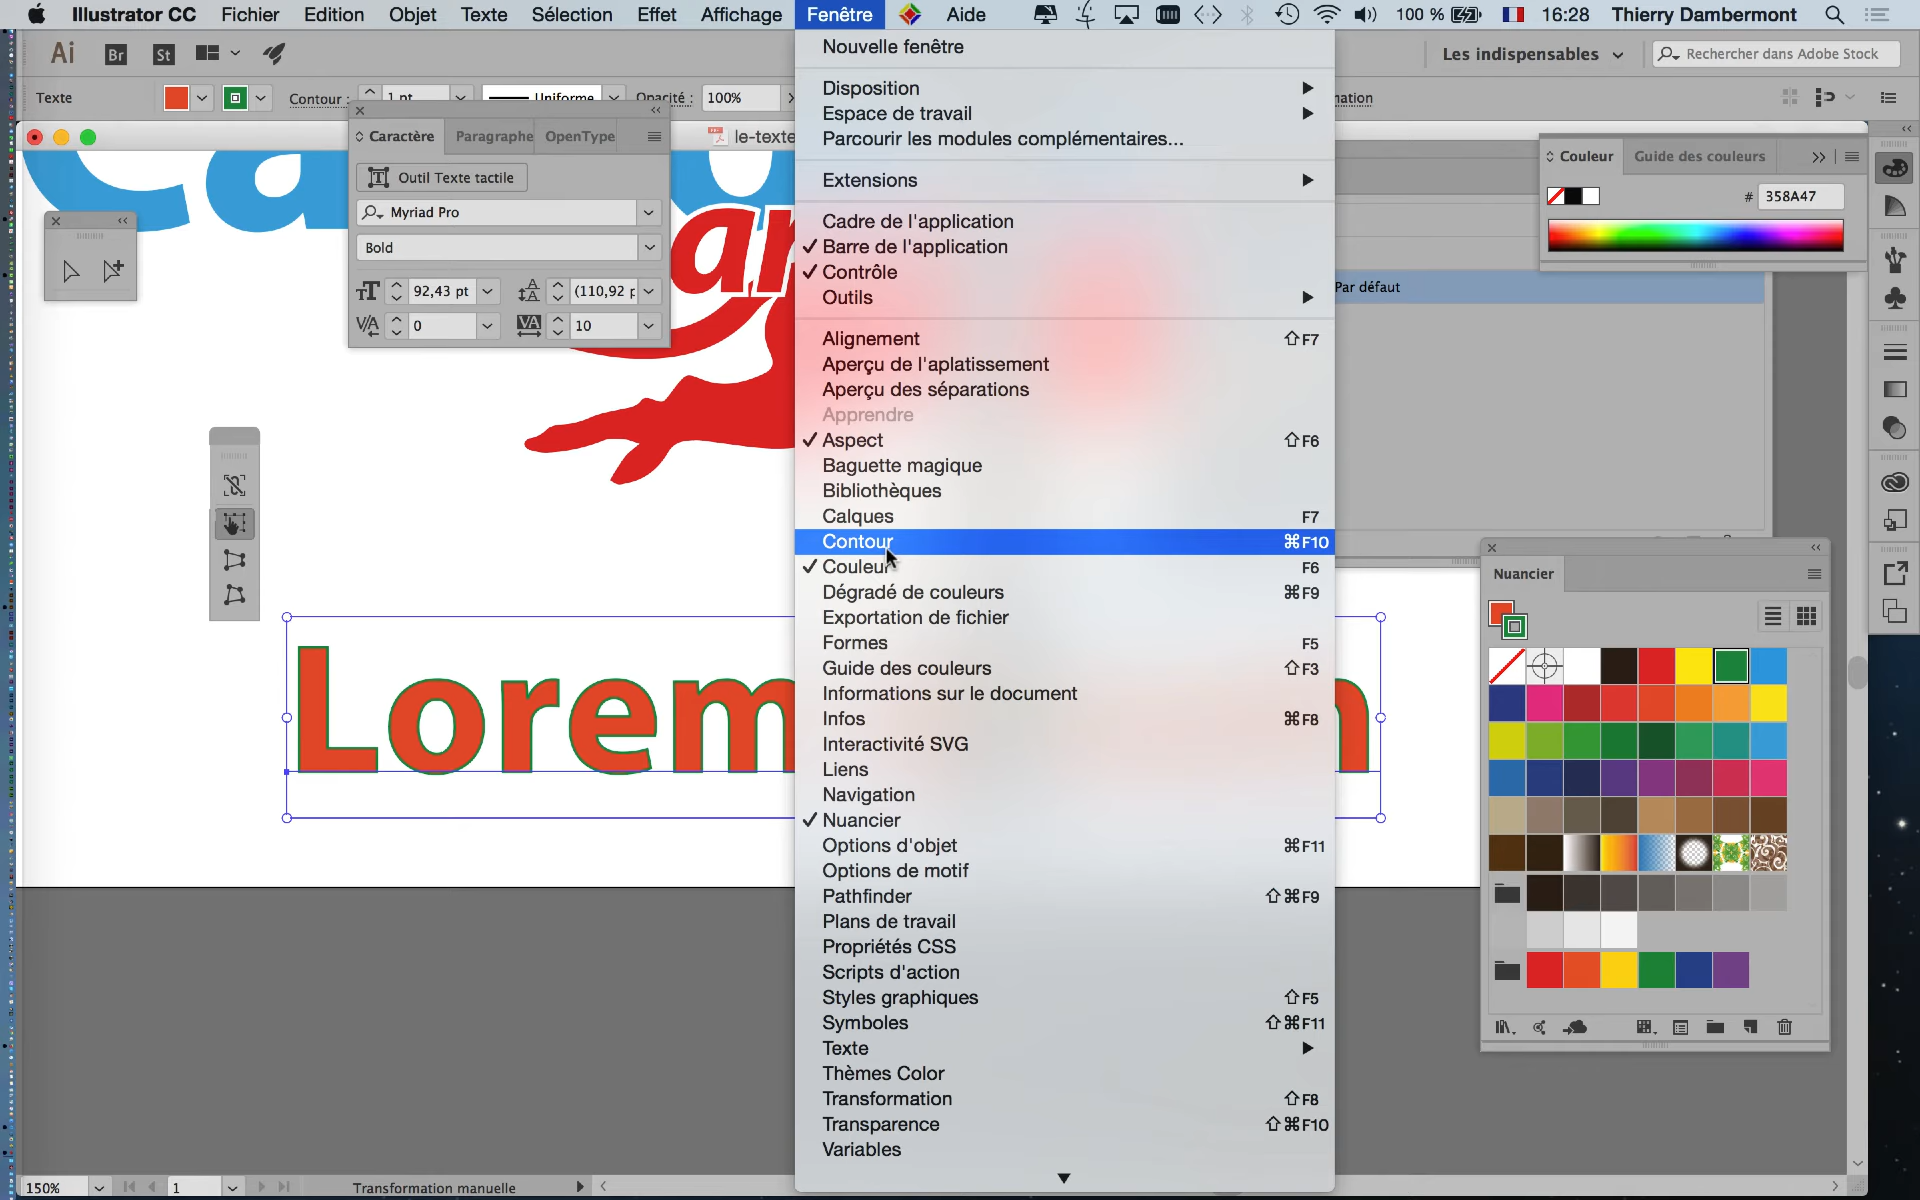 Illustrator CC Fichier Edition Objet Texte Sélection Effet Affichage Fenêtre Aide 100 % 16:28 Thierry Dambermont
Ai Br St Les indispensables Rechercher dans Adobe Stock
Texte Contour : 1 pt Uniforme Opacité : 100%
le-texte
Caractère Paragraphe OpenType
Outil Texte tactile
Myriad Pro
Bold
92,43 pt (110,92 p
0 10
Nouvelle fenêtre
Disposition
Espace de travail
Parcourir les modules complémentaires...
Extensions
Cadre de l'application
Barre de l'application
Contrôle
Outils
Alignement ⇧F7
Aperçu de l'aplatissement
Aperçu des séparations
Apprendre
Aspect ⇧F6
Baguette magique
Bibliothèques
Calques F7
Contour ⌘F10
Couleur F6
Dégradé de couleurs ⌘F9
Exportation de fichier
Formes F5
Guide des couleurs ⇧F3
Informations sur le document
Infos ⌘F8
Interactivité SVG
Liens
Navigation
Nuancier
Options d'objet ⌘F11
Options de motif
Pathfinder ⇧⌘F9
Plans de travail
Propriétés CSS
Scripts d'action
Styles graphiques ⇧F5
Symboles ⇧⌘F11
Texte
Thèmes Color
Transformation ⇧F8
Transparence ⇧⌘F10
Variables
Couleur Guide des couleurs
# 358A47
Par défaut
Nuancier
Lorem
150% 1 Transformation manuelle